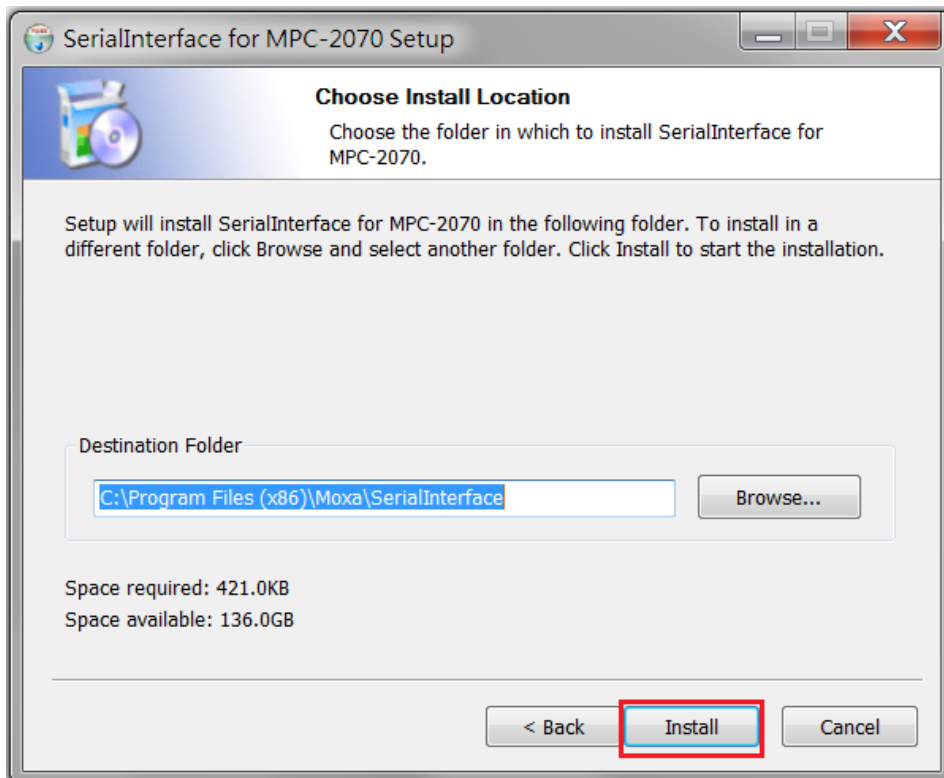 SerialInterface for MPC-2070 Setup
Choose Install Location
Choose the folder in which to install SerialInterface for
MPC-2070.
Setup will install SerialInterface for MPC-2070 in the following folder. To install in a
different folder, click Browse and select another folder. Click Install to start the installation.
Destination Folder
C:\Program Files (x86)\Moxa\SerialInterface
Browse...
Space required: 421.0KB
Space available: 136.0GB
< Back Install Cancel